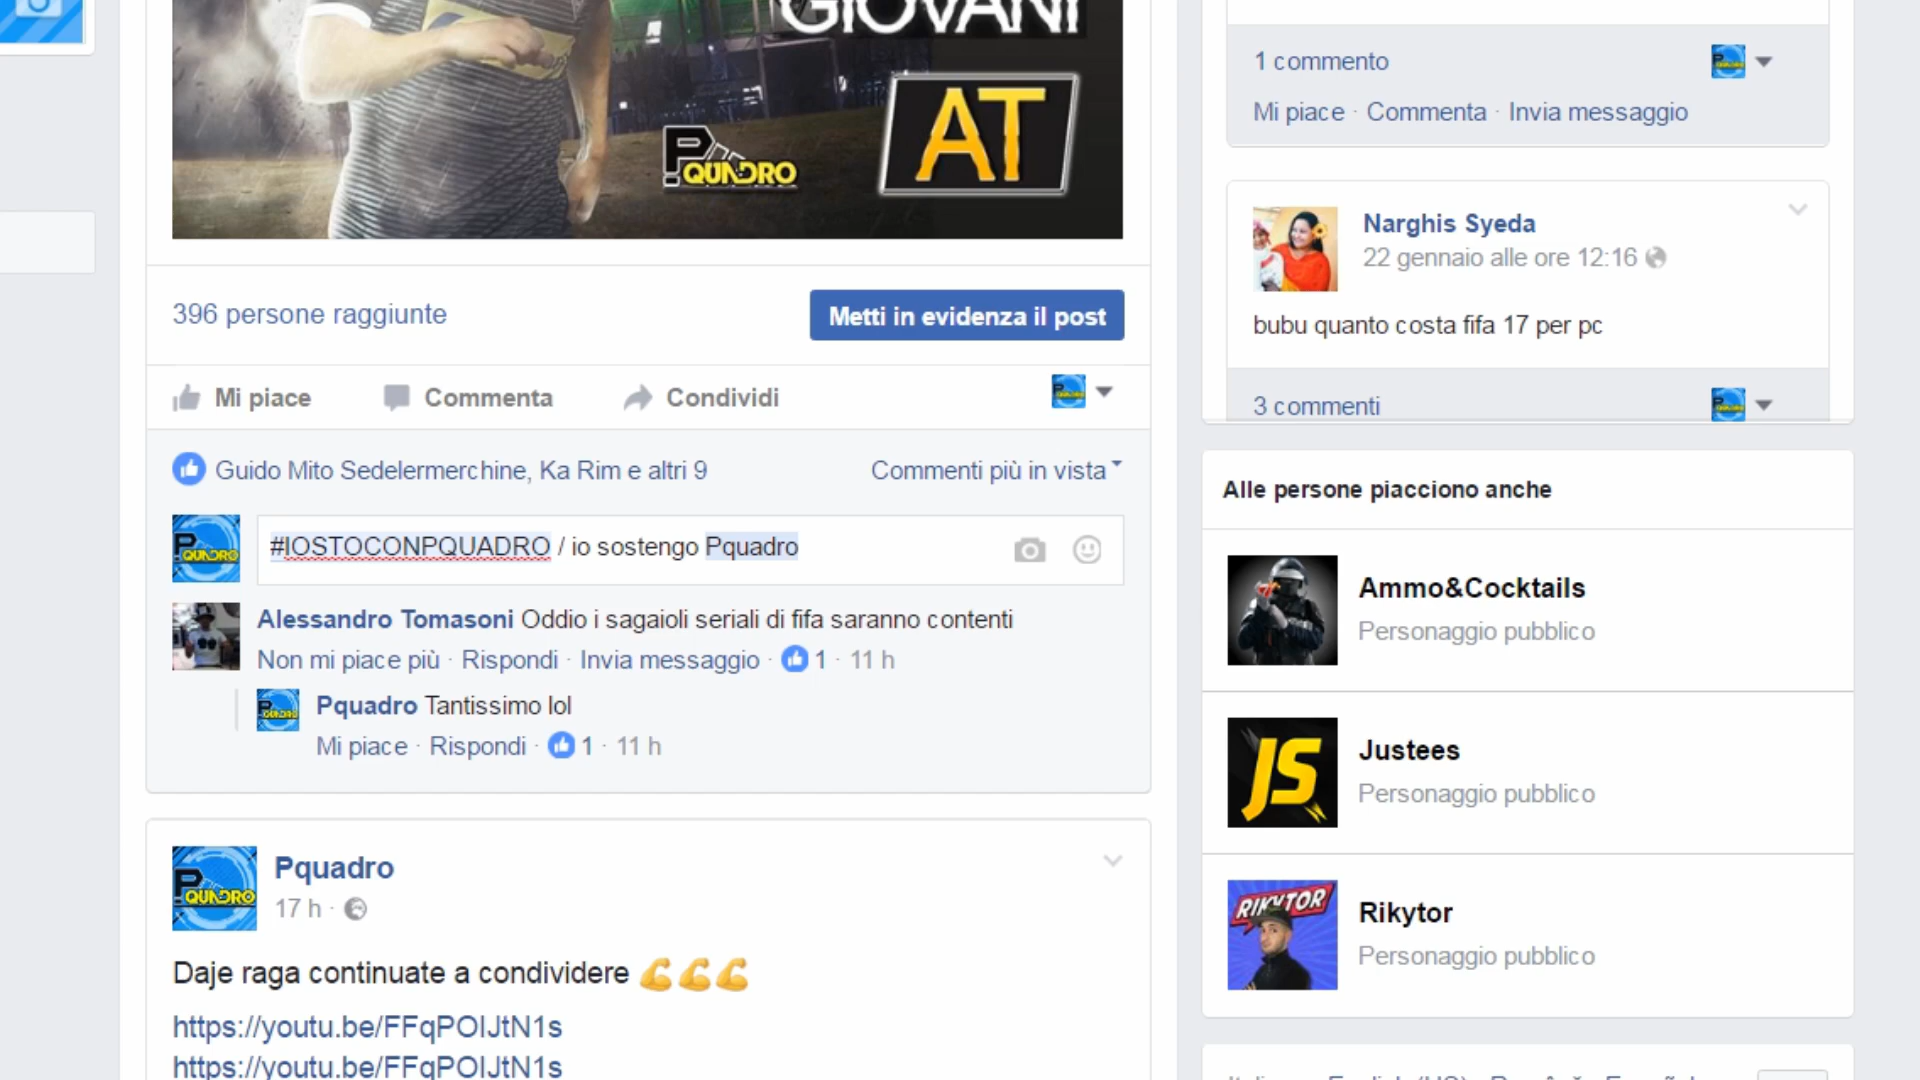 GIOVANI
AT
PQUADRO
396 persone raggiunte
Metti in evidenza il post
Mi piace
Commenta
Condividi
Guido Mito Sedelermerchine, Ka Rim e altri 9
Commenti più in vista
PQUADRO
#IOSTOCONPQUADRO / io sostengo Pquadro
Alessandro Tomasoni Oddio i sagaioli seriali di fifa saranno contenti
Non mi piace più · Rispondi · Invia messaggio · 1 · 11 h
Pquadro Tantissimo lol
Mi piace · Rispondi · 1 · 11 h
PQUADRO
Pquadro
17 h ·
Daje raga continuate a condividere 💪💪💪
https://youtu.be/FFqPOIJtN1s
https://youtu.be/FFqPOIJtN1s
1 commento
Mi piace · Commenta · Invia messaggio
Narghis Syeda
22 gennaio alle ore 12:16
bubu quanto costa fifa 17 per pc
3 commenti
Alle persone piacciono anche
Ammo&Cocktails
Personaggio pubblico
JS
Justees
Personaggio pubblico
RIKYTOR
Rikytor
Personaggio pubblico